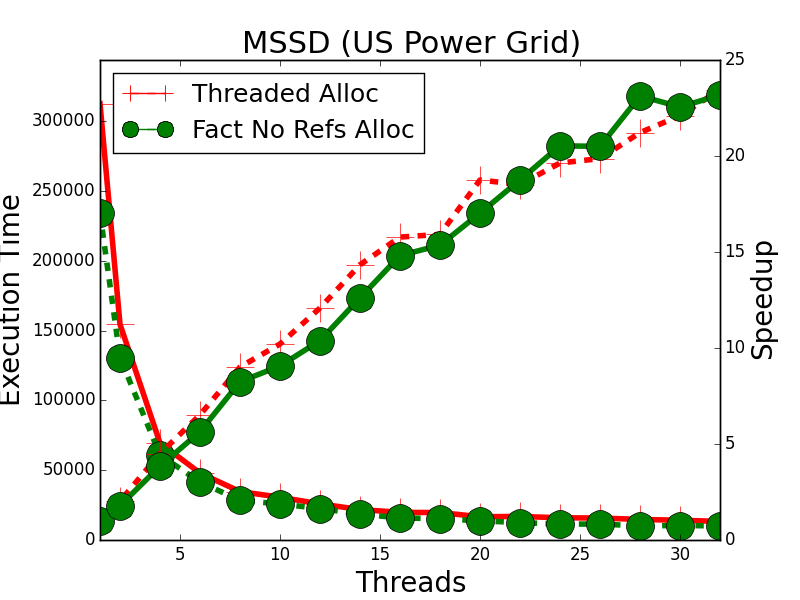 MSSD (US Power Grid)
Threaded Alloc
Fact No Refs Alloc
Execution Time
300000
250000
200000
150000
100000
50000
0
25
20
15
10
5
0
Speedup
5 10 15 20 25 30
Threads